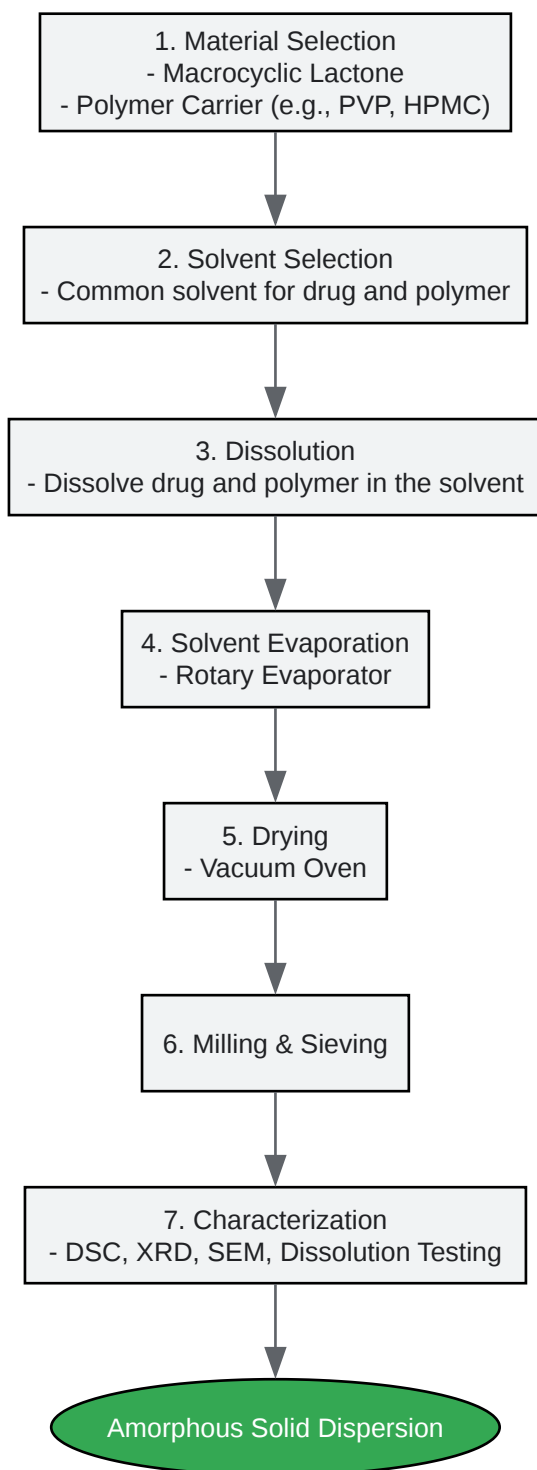 1. Material Selection
- Macrocyclic Lactone
- Polymer Carrier (e.g., PVP, HPMC)
2. Solvent Selection
- Common solvent for drug and polymer
3. Dissolution
- Dissolve drug and polymer in the solvent
4. Solvent Evaporation
- Rotary Evaporator
5. Drying
- Vacuum Oven
6. Milling & Sieving
7. Characterization
- DSC, XRD, SEM, Dissolution Testing
Amorphous Solid Dispersion